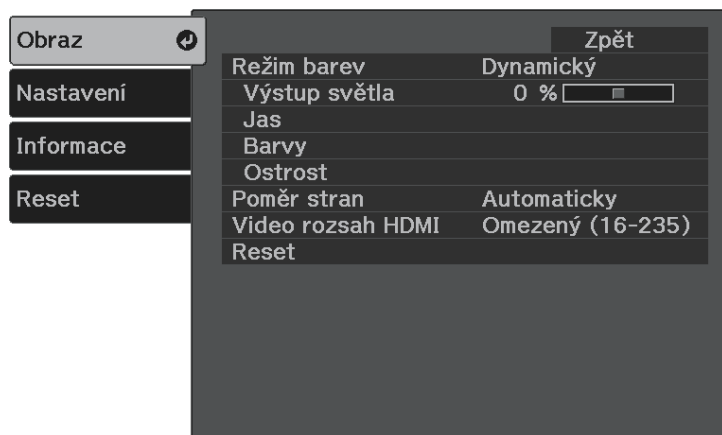 Obraz
Nastavení
Informace
Reset
Zpět
Režim barev Dynamický
Výstup světla 0 %
Jas
Barvy
Ostrost
Poměr stran Automaticky
Video rozsah HDMI Omezený (16-235)
Reset